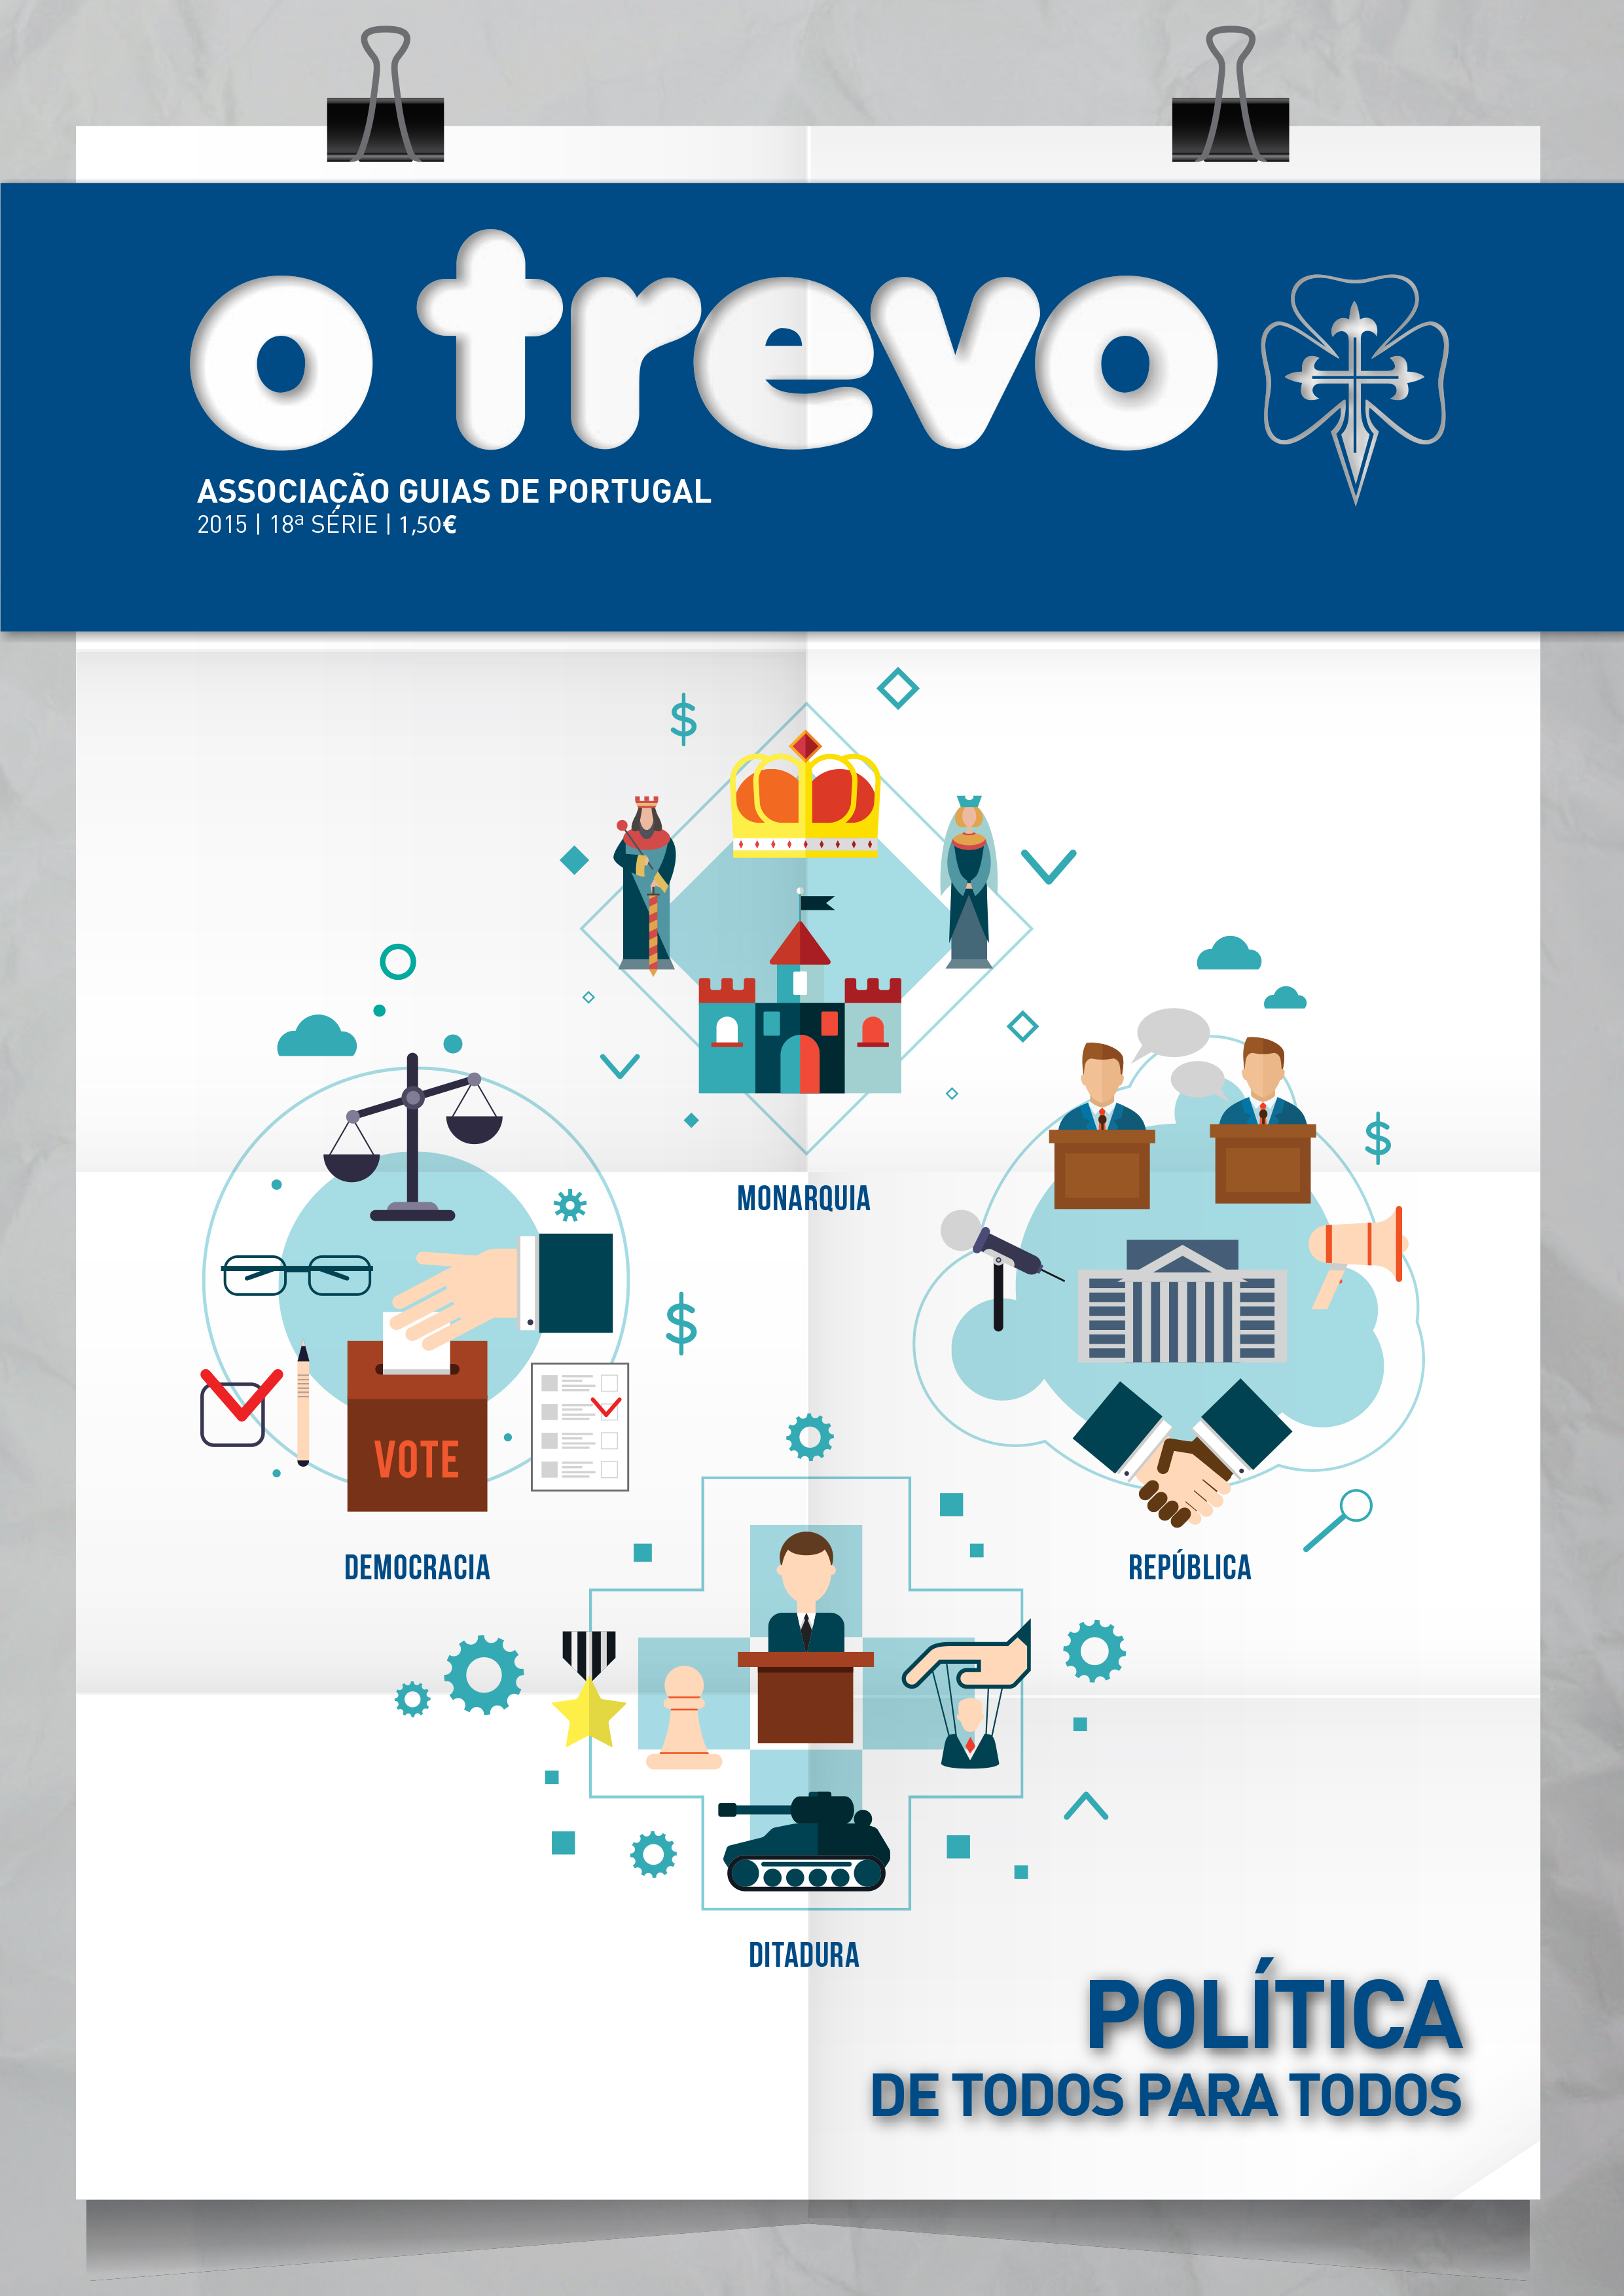 o trevo
ASSOCIAÇÃO GUIAS DE PORTUGAL
2015 | 18ª SÉRIE | 1,50€
$
MONARQUIA
$
$
VOTE
DEMOCRACIA
REPÚBLICA
DITADURA
POLÍTICA
DE TODOS PARA TODOS